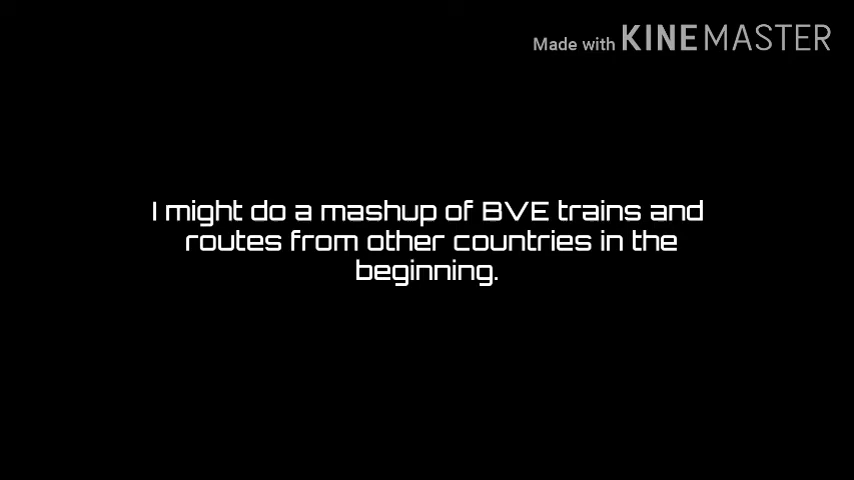 Made with KINEMASTER
I might do a mashup of BVE trains and
routes from other countries in the
beginning.